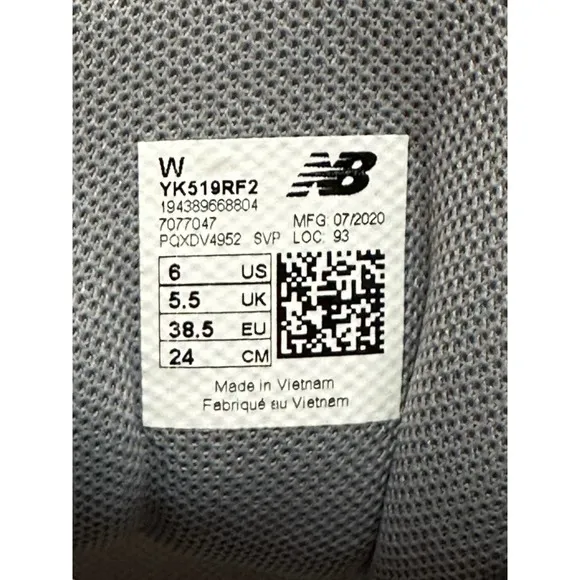 W
NB
YK519RF2
194389668804
7077047 MFG: 07/2020
PQXDV4952 SVP LOC: 93
6 US
5.5 UK
38.5 EU
24 CM
Made in Vietnam
Fabriqué au Vietnam